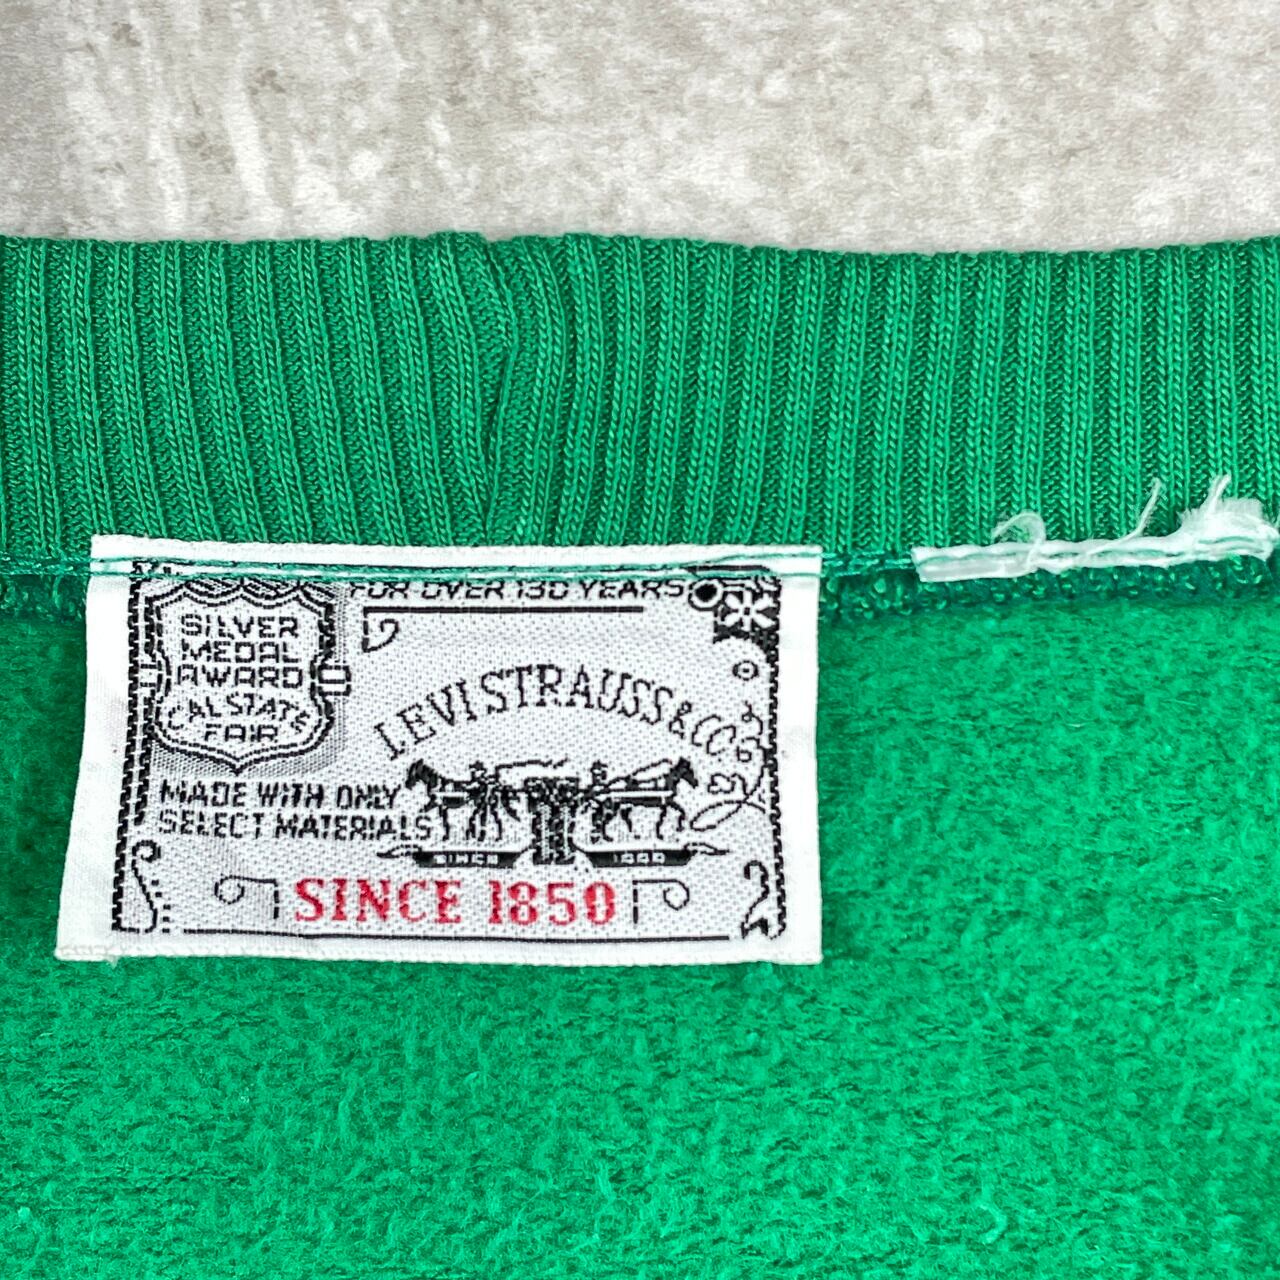 FOR OVER 130 YEARS
SILVER
MEDAL
AWARD
CAL STATE
FAIR
LEVI STRAUSS & CO
MADE WITH ONLY
SELECT MATERIALS
SINCE
SINCE 1850